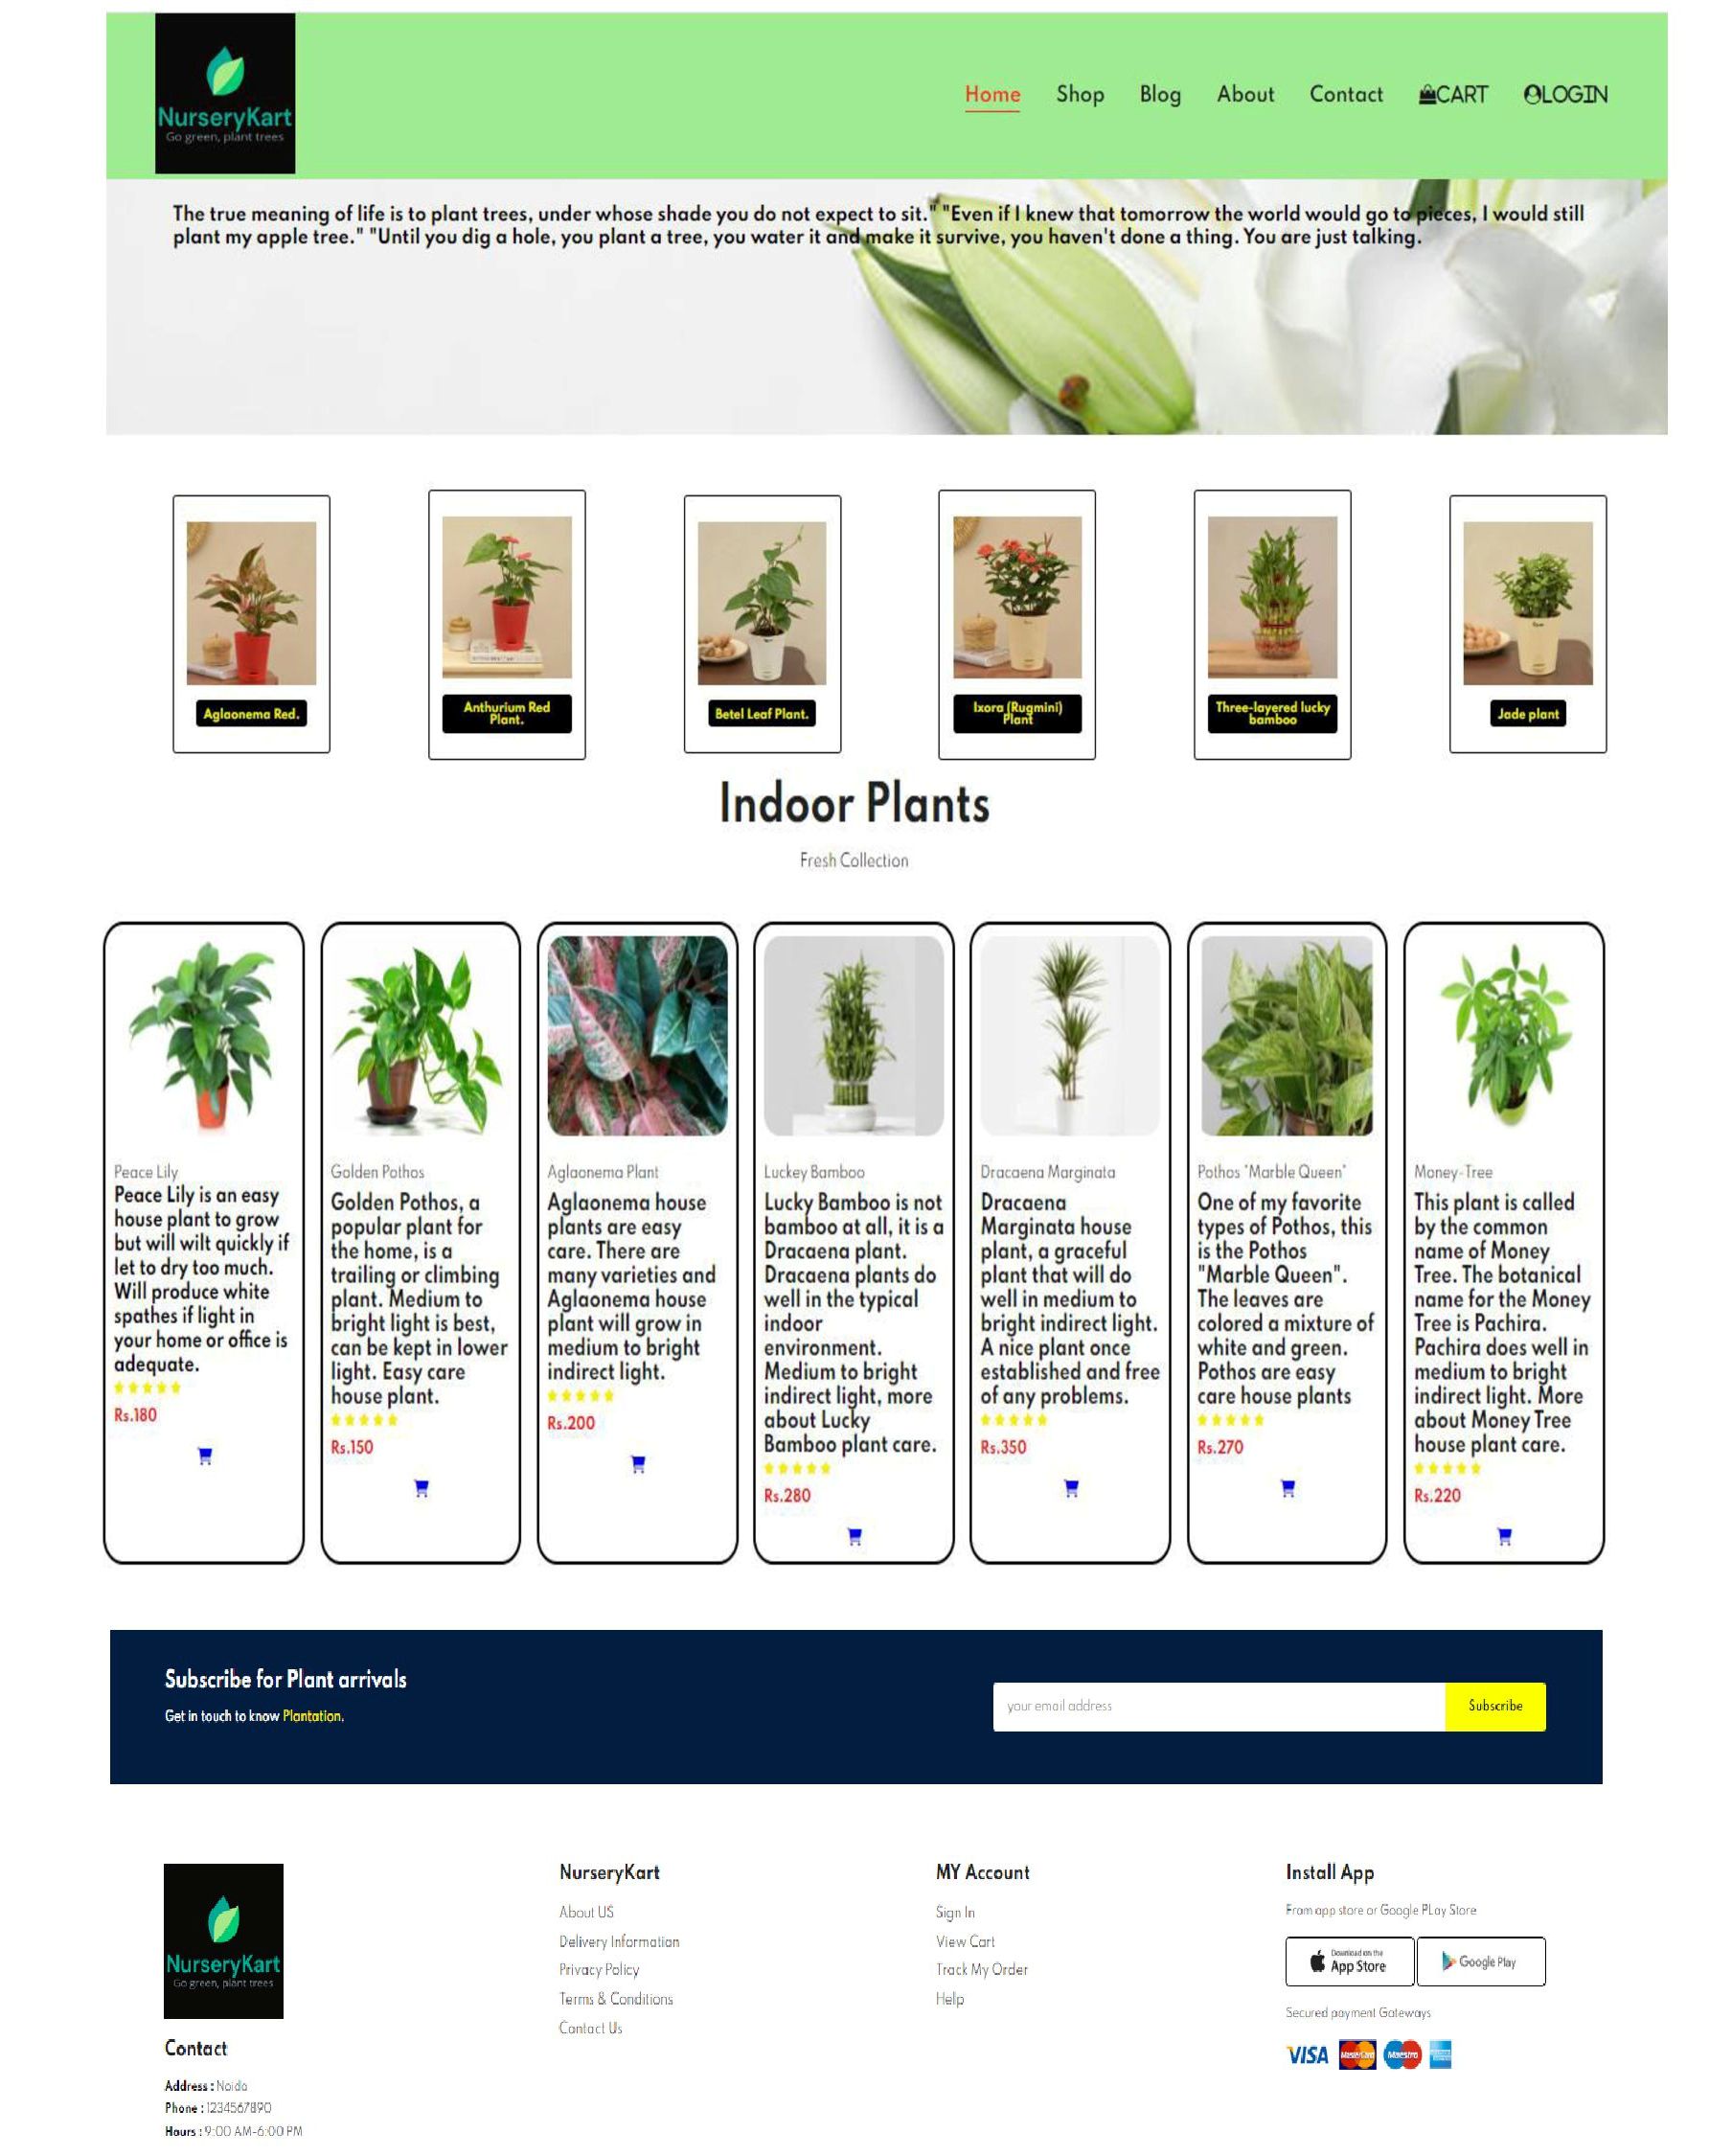 NurseryKart
Go green, plant trees
Home Shop Blog About Contact CART LOGIN
The true meaning of life is to plant trees, under whose shade you do not expect to sit." "Even if I knew that tomorrow the world would go to pieces, I would still
plant my apple tree." "Until you dig a hole, you plant a tree, you water it and make it survive, you haven't done a thing. You are just talking.
Aglaonema Red.
Anthurium Red
Plant.
Betel Leaf Plant.
Ixora (Rugmini)
Plant
Three-layered lucky
bamboo
Jade plant
Indoor Plants
Fresh Collection
Peace Lily
Peace Lily is an easy
house plant to grow
but will wilt quickly if
let to dry too much.
Will produce white
spathes if light in
your home or office is
adequate.
Rs.180
Golden Pothos
Golden Pothos, a
popular plant for
the home, is a
trailing or climbing
plant. Medium to
bright light is best,
can be kept in lower
light. Easy care
house plant.
Rs.150
Aglaonema Plant
Aglaonema house
plants are easy
care. There are
many varieties and
Aglaonema house
plant will grow in
medium to bright
indirect light.
Rs.200
Luckey Bamboo
Lucky Bamboo is not
bamboo at all, it is a
Dracaena plant.
Dracaena plants do
well in the typical
indoor
environment.
Medium to bright
indirect light, more
about Lucky
Bamboo plant care.
Rs.280
Dracaena Marginata
Dracaena
Marginata house
plant, a graceful
plant that will do
well in medium to
bright indirect light.
A nice plant once
established and free
of any problems.
Rs.350
Pothos "Marble Queen"
One of my favorite
types of Pothos, this
is the Pothos
"Marble Queen".
The leaves are
colored a mixture of
white and green.
Pothos are easy
care house plants
Rs.270
Money-Tree
This plant is called
by the common
name of Money
Tree. The botanical
name for the Money
Tree is Pachira.
Pachira does well in
medium to bright
indirect light. More
about Money Tree
house plant care.
Rs.220
Subscribe for Plant arrivals
Get in touch to know Plantation.
your email address
Subscribe
NurseryKart
Go green, plant trees
Contact
Address : Noida
Phone : 1234567890
Hours : 9:00 AM-6:00 PM
NurseryKart
About US
Delivery Information
Privacy Policy
Terms & Conditions
Contact Us
MY Account
Sign In
View Cart
Track My Order
Help
Install App
From app store or Google PLay Store
Download on the
App Store
Google Play
Secured payment Gateways
VISA MasterCard Maestro